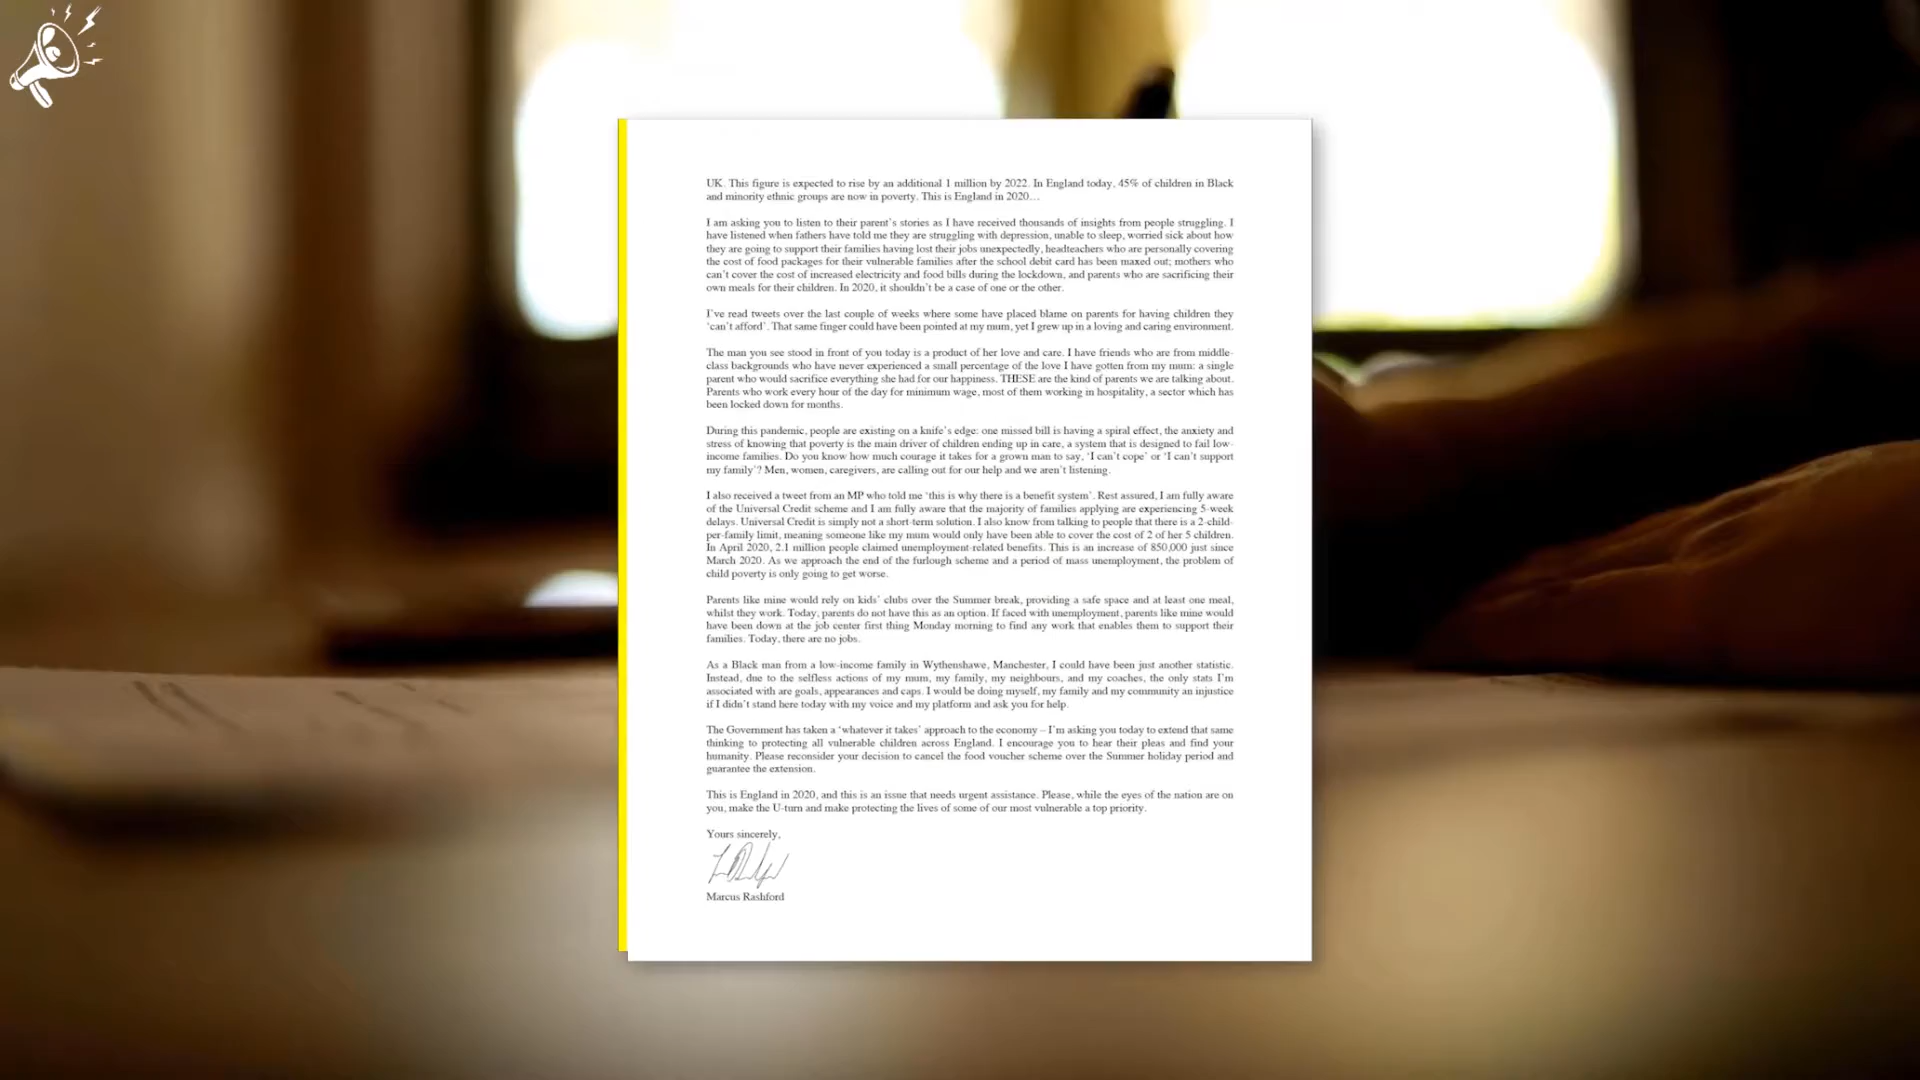 UK. This figure is expected to rise by an additional 1 million by 2022. In England today, 45% of children in Black
and minority ethnic groups are now in poverty. This is England in 2020…
I am asking you to listen to their parent's stories as I have received thousands of insights from people struggling. I
have listened when fathers have told me they are struggling with depression, unable to sleep, worried sick about how
they are going to support their families having lost their jobs unexpectedly, headteachers who are personally covering
the cost of food packages for their vulnerable families after the school debit card has been maxed out; mothers who
can't cover the cost of increased electricity and food bills during the lockdown, and parents who are sacrificing their
own meals for their children. In 2020, it shouldn't be a case of one or the other.
I've read tweets over the last couple of weeks where some have placed blame on parents for having children they
'can't afford'. That same finger could have been pointed at my mum, yet I grew up in a loving and caring environment.
The man you see stood in front of you today is a product of her love and care. I have friends who are from middle-
class backgrounds who have never experienced a small percentage of the love I have gotten from my mum: a single
parent who would sacrifice everything she had for our happiness. THESE are the kind of parents we are talking about.
Parents who work every hour of the day for minimum wage, most of them working in hospitality, a sector which has
been locked down for months.
During this pandemic, people are existing on a knife's edge: one missed bill is having a spiral effect, the anxiety and
stress of knowing that poverty is the main driver of children ending up in care, a system that is designed to fail low-
income families. Do you know how much courage it takes for a grown man to say, 'I can't cope' or 'I can't support
my family'? Men, women, caregivers, are calling out for our help and we aren't listening.
I also received a tweet from an MP who told me 'this is why there is a benefit system'. Rest assured, I am fully aware
of the Universal Credit scheme and I am fully aware that the majority of families applying are experiencing 5-week
delays. Universal Credit is simply not a short-term solution. I also know from talking to people that there is a 2-child-
per-family limit, meaning someone like my mum would only have been able to cover the cost of 2 of her 5 children.
In April 2020, 2.1 million people claimed unemployment-related benefits. This is an increase of 850,000 just since
March 2020. As we approach the end of the furlough scheme and a period of mass unemployment, the problem of
child poverty is only going to get worse.
Parents like mine would rely on kids' clubs over the Summer break, providing a safe space and at least one meal,
whilst they work. Today, parents do not have this as an option. If faced with unemployment, parents like mine would
have been down at the job center first thing Monday morning to find any work that enables them to support their
families. Today, there are no jobs.
As a Black man from a low-income family in Wythenshawe, Manchester, I could have been just another statistic.
Instead, due to the selfless actions of my mum, my family, my neighbours, and my coaches, the only stats I'm
associated with are goals, appearances and caps. I would be doing myself, my family and my community an injustice
if I didn't stand here today with my voice and my platform and ask you for help.
The Government has taken a 'whatever it takes' approach to the economy – I'm asking you today to extend that same
thinking to protecting all vulnerable children across England. I encourage you to hear their pleas and find your
humanity. Please reconsider your decision to cancel the food voucher scheme over the Summer holiday period and
guarantee the extension.
This is England in 2020, and this is an issue that needs urgent assistance. Please, while the eyes of the nation are on
you, make the U-turn and make protecting the lives of some of our most vulnerable a top priority.
Yours sincerely,
Marcus Rashford